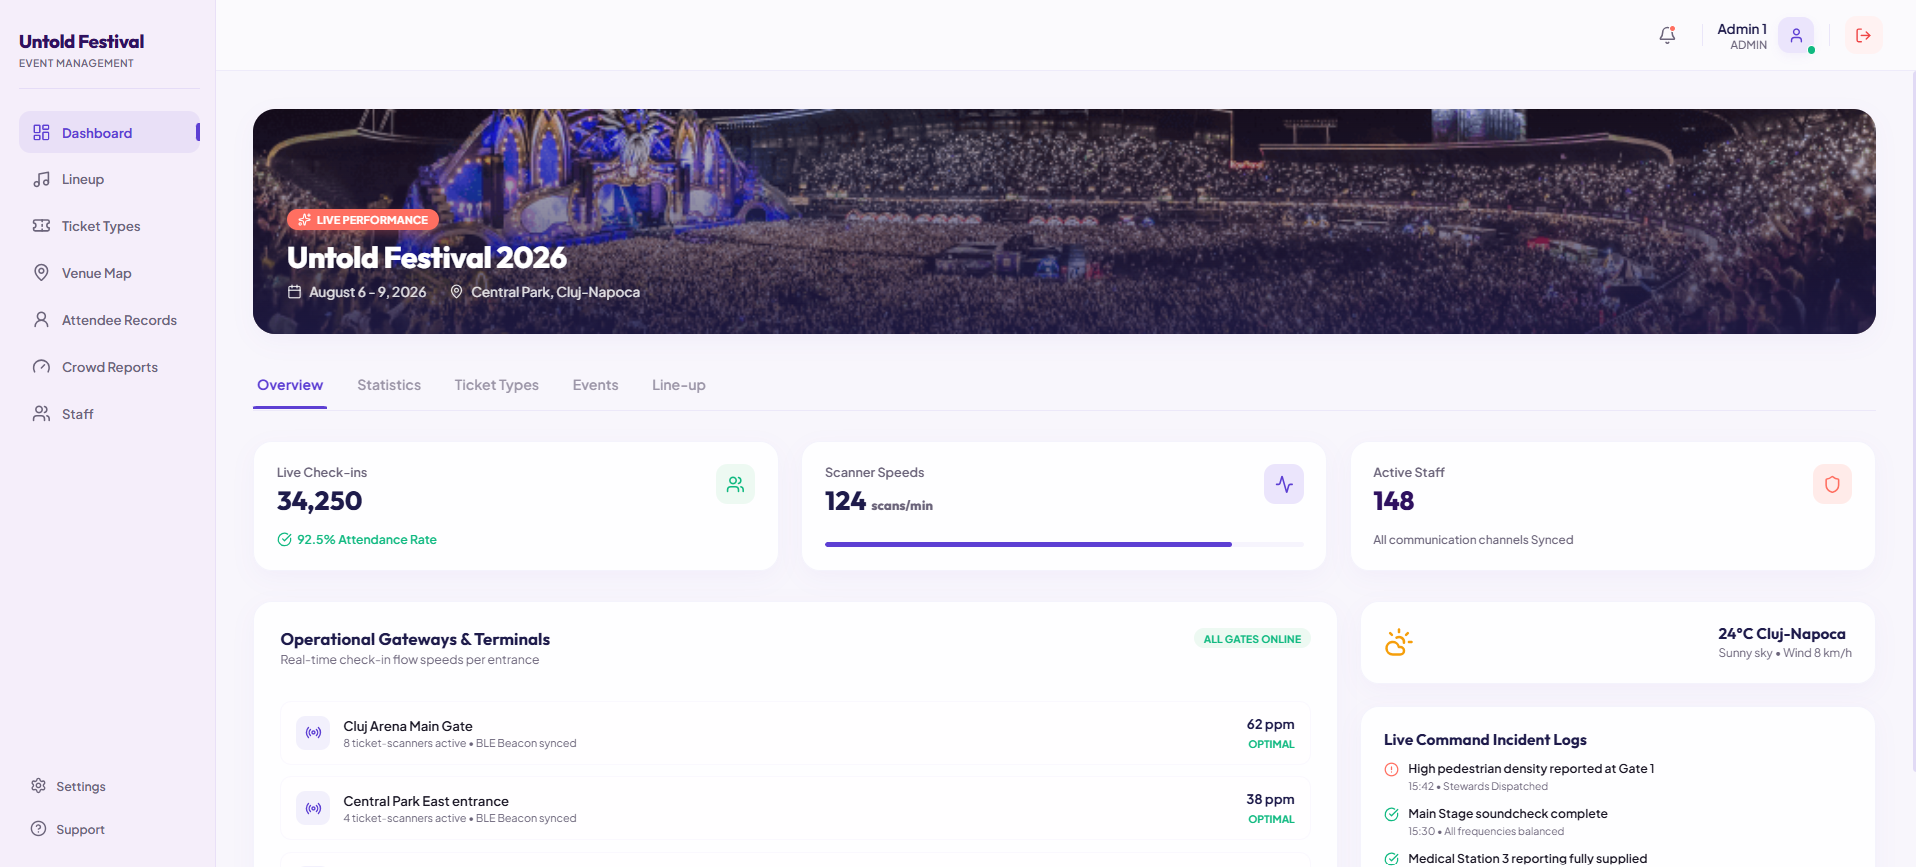 Untold Festival
EVENT MANAGEMENT
Dashboard
Lineup
Ticket Types
Venue Map
Attendee Records
Crowd Reports
Staff
Settings
Support
Admin 1
ADMIN
LIVE PERFORMANCE
Untold Festival 2026
August 6 - 9, 2026 Central Park, Cluj-Napoca
Overview Statistics Ticket Types Events Line-up
Live Check-ins
34,250
92.5% Attendance Rate
Scanner Speeds
124 scans/min
Active Staff
148
All communication channels Synced
Operational Gateways & Terminals
Real-time check-in flow speeds per entrance
ALL GATES ONLINE
Cluj Arena Main Gate
8 ticket-scanners active • BLE Beacon synced
62 ppm
OPTIMAL
Central Park East entrance
4 ticket-scanners active • BLE Beacon synced
38 ppm
OPTIMAL
24°C Cluj-Napoca
Sunny sky • Wind 8 km/h
Live Command Incident Logs
High pedestrian density reported at Gate 1
15:42 • Stewards Dispatched
Main Stage soundcheck complete
15:30 • All frequencies balanced
Medical Station 3 reporting fully supplied